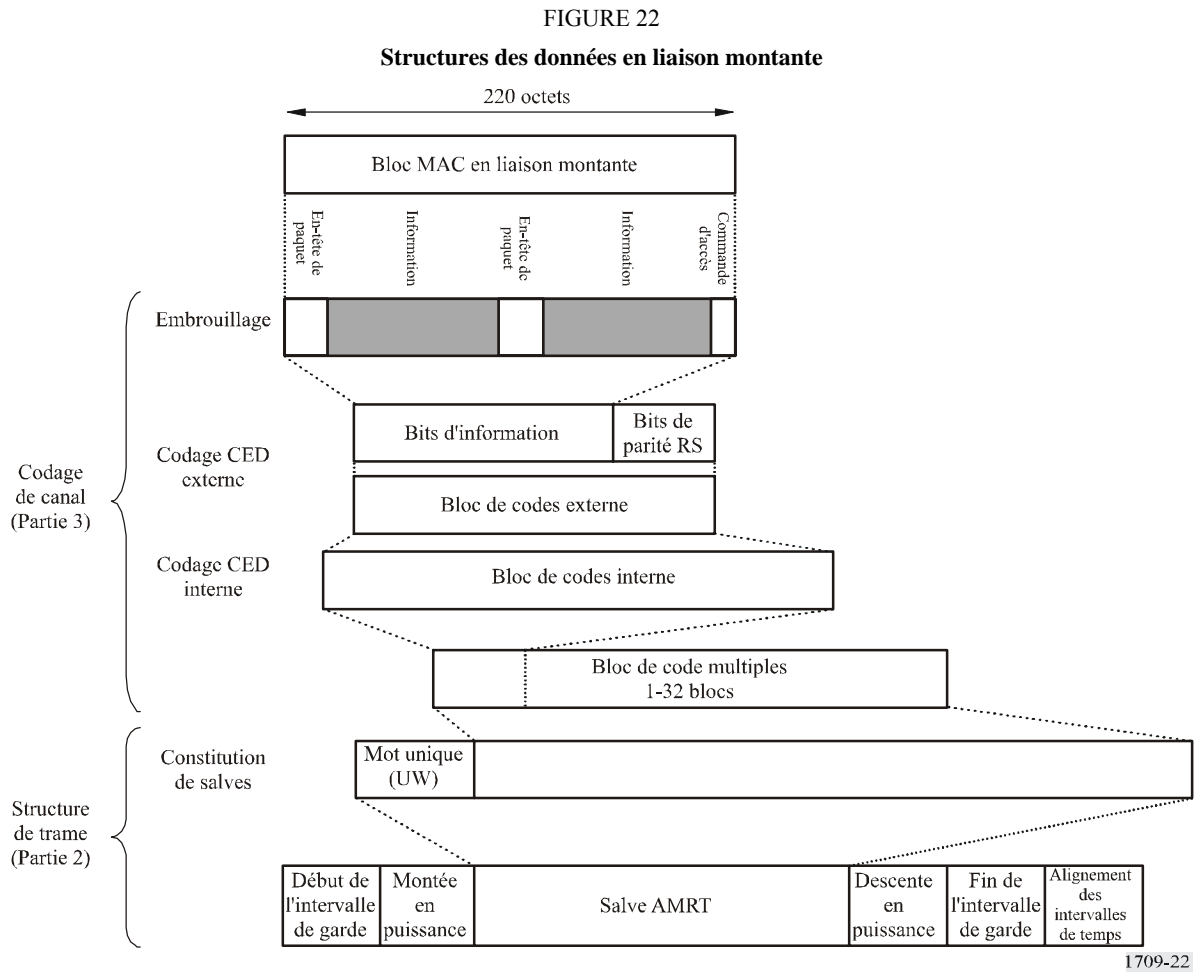 FIGURE 22
Structures des données en liaison montante
220 octets
Bloc MAC en liaison montante
En-tête de
paquet
Information
En-tête de
paquet
Information
Commande
d'accès
Embrouillage
Bits d'information
Bits de
parité RS
Codage CED
externe
Bloc de codes externe
Codage
de canal
(Partie 3)
Codage CED
interne
Bloc de codes interne
Bloc de code multiples
1-32 blocs
Constitution
de salves
Mot unique
(UW)
Structure
de trame
(Partie 2)
Début de
l'intervalle
de garde
Montée
en
puissance
Salve AMRT
Descente
en
puissance
Fin de
l'intervalle
de garde
Alignement
des
intervalles
de temps
1709-22